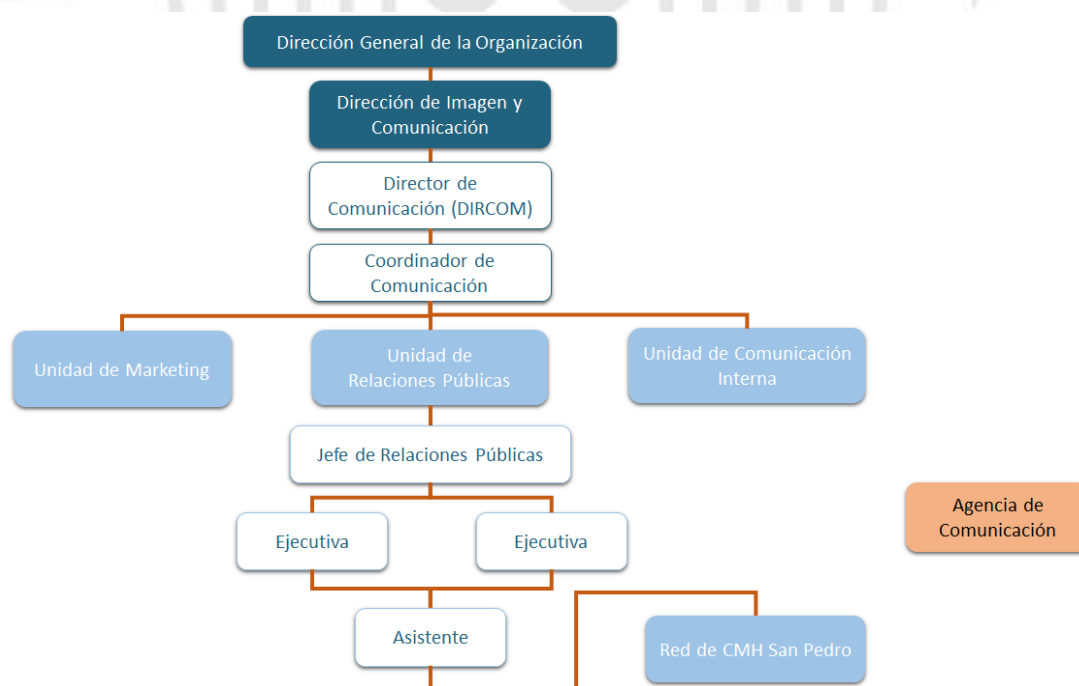 Dirección General de la Organización
Dirección de Imagen y
Comunicación
Director de
Comunicación (DIRCOM)
Coordinador de
Comunicación
Unidad de Marketing
Unidad de
Relaciones Públicas
Unidad de Comunicación
Interna
Jefe de Relaciones Públicas
Ejecutiva
Ejecutiva
Agencia de
Comunicación
Asistente
Red de CMH San Pedro